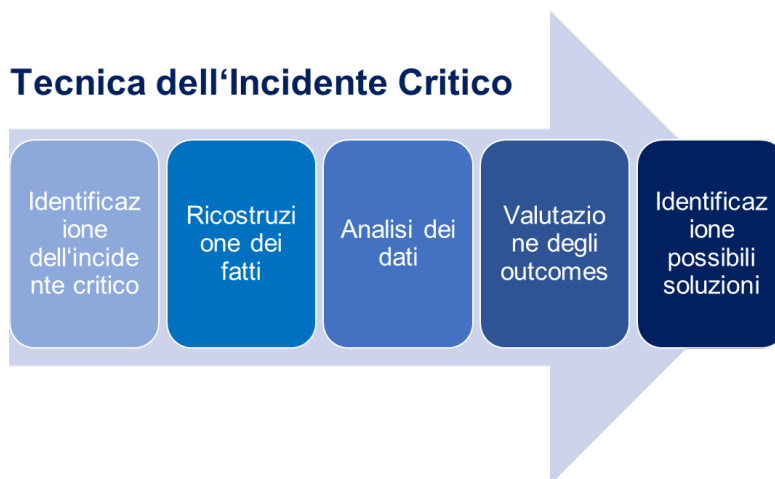 Tecnica dell‘Incidente Critico
Identificaz
ione
dell‘incide
nte critico
Ricostruzi
one dei
fatti
Analisi dei
dati
Valutazio
ne degli
outcomes
Identificaz
ione
possibili
soluzioni